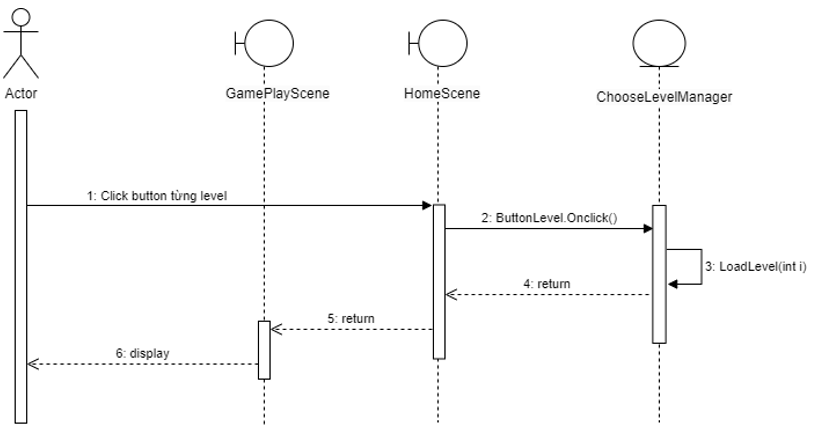 Actor
GamePlayScene
HomeScene
ChooseLevelManager
1: Click button từng level
2: ButtonLevel.Onclick()
3: LoadLevel(int i)
4: return
5: return
6: display